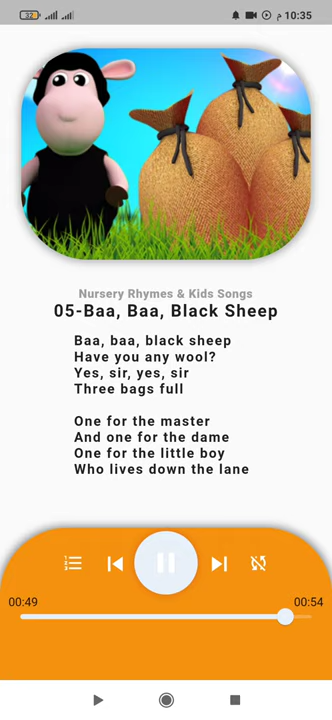 32
10:35 م
Nursery Rhymes & Kids Songs
05-Baa, Baa, Black Sheep
Baa, baa, black sheep
Have you any wool?
Yes, sir, yes, sir
Three bags full
One for the master
And one for the dame
One for the little boy
Who lives down the lane
00:49
00:54